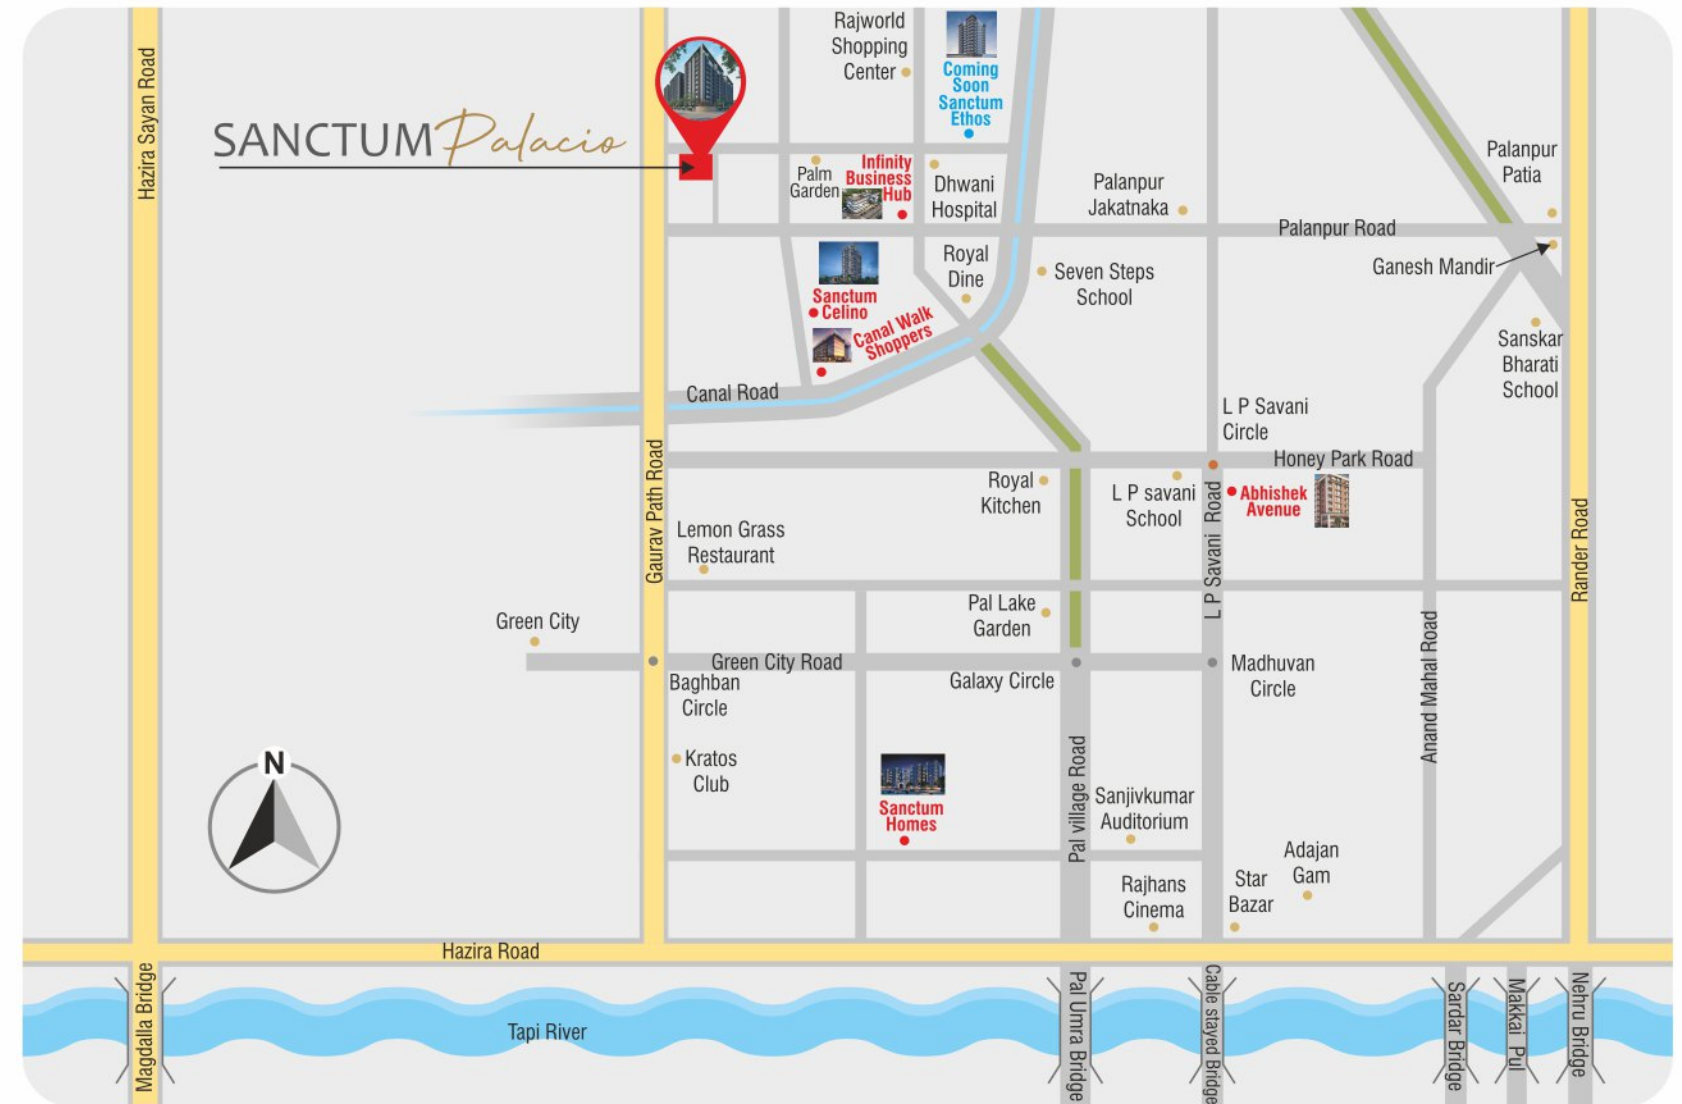 Hazira Sayan Road
SANCTUM Palacio
Rajworld
Shopping
Center
Coming
Soon
Sanctum
Ethos
Palm
Garden
Infinity
Business
Hub
Dhwani
Hospital
Palanpur
Jakatnaka
Palanpur
Patia
Palanpur Road
Ganesh Mandir
Royal
Dine
Seven Steps
School
Sanctum
Celino
Canal Walk
Shoppers
Sanskar
Bharati
School
Canal Road
L P Savani
Circle
Honey Park Road
Gaurav Path Road
Royal
Kitchen
L P savani
School
L P Savani Road
Abhishek
Avenue
Rander Road
Lemon Grass
Restaurant
Green City
Pal Lake
Garden
Green City Road
Baghban
Circle
Galaxy Circle
Madhuvan
Circle
Anand Mahal Road
N
Kratos
Club
Sanctum
Homes
Pal village Road
Sanjivkumar
Auditorium
Rajhans
Cinema
Star
Bazar
Adajan
Gam
Hazira Road
Magdalla Bridge
Tapi River
Pal Umra Bridge
Cable stayed Bridge
Sardar Bridge
Makkai Pul
Nehru Bridge